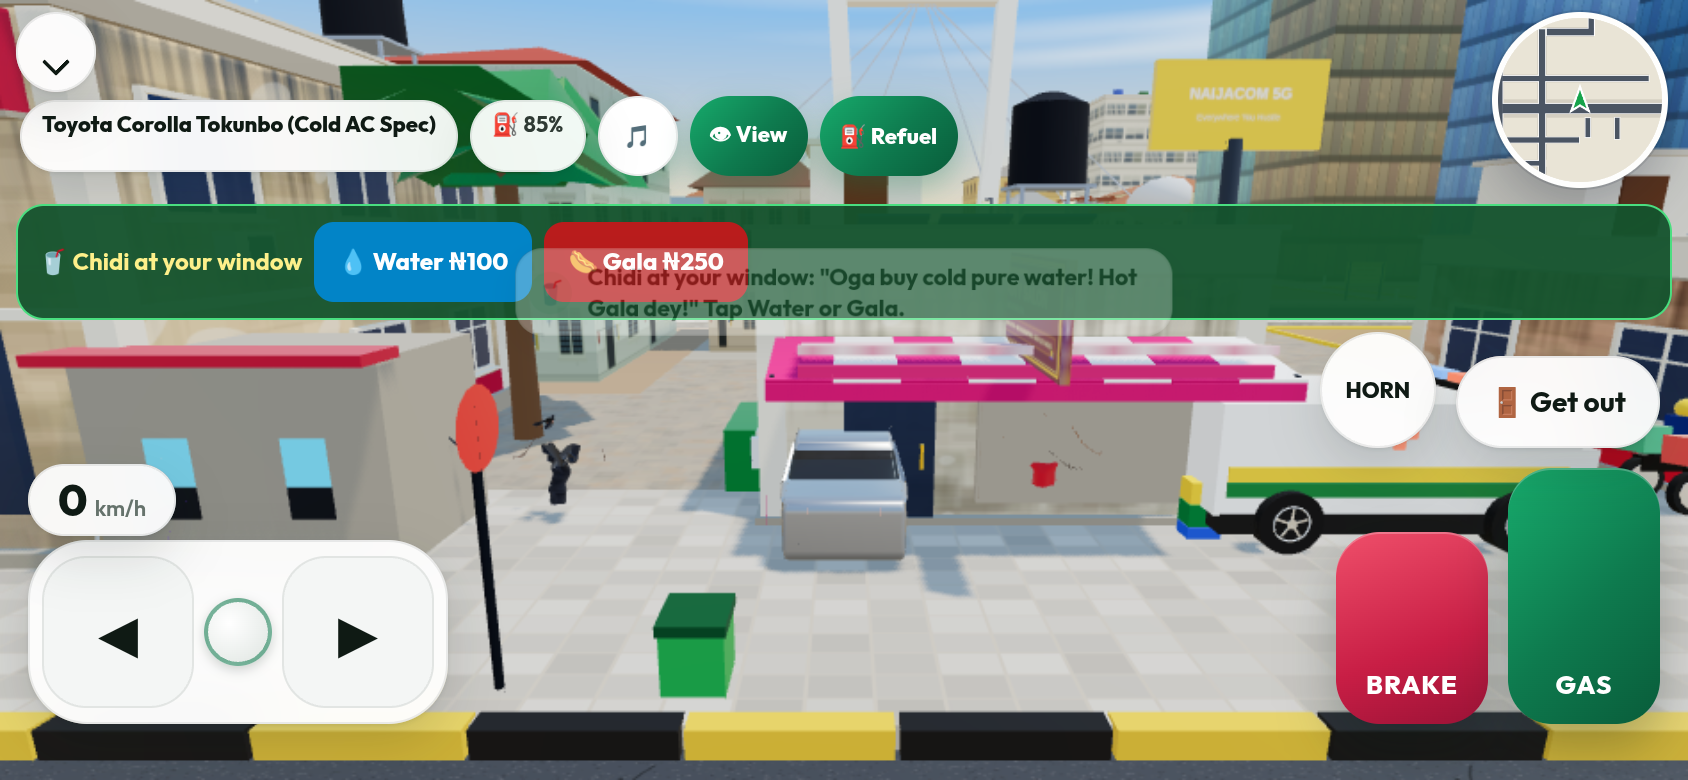 Toyota Corolla Tokunbo (Cold AC Spec)
85%
View
Refuel
NAIJACOM 5G
Chidi at your window
Water ₦100
Gala ₦250
Chidi at your window: "Oga buy cold pure water! Hot
Gala dey!" Tap Water or Gala.
HORN
Get out
0 km/h
BRAKE
GAS